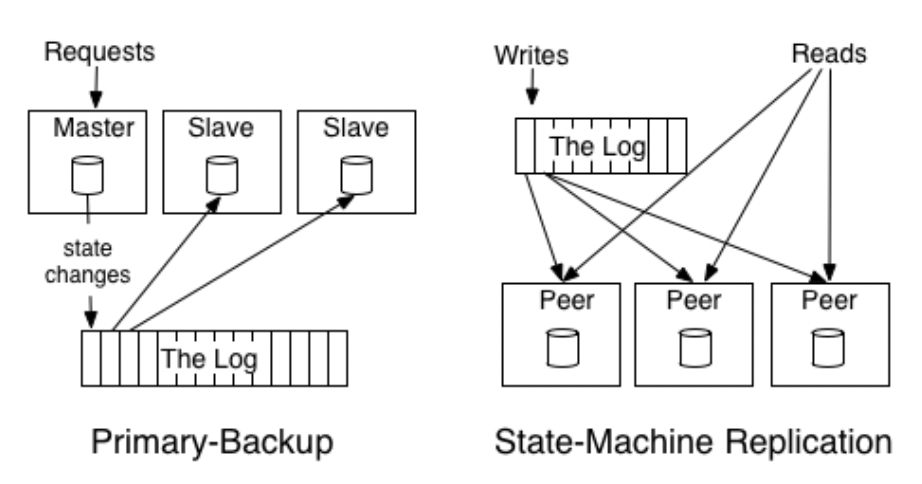 Requests
Master
Slave
Slave
state
changes
The Log
Primary-Backup
Writes
Reads
The Log
Peer
Peer
Peer
State-Machine Replication